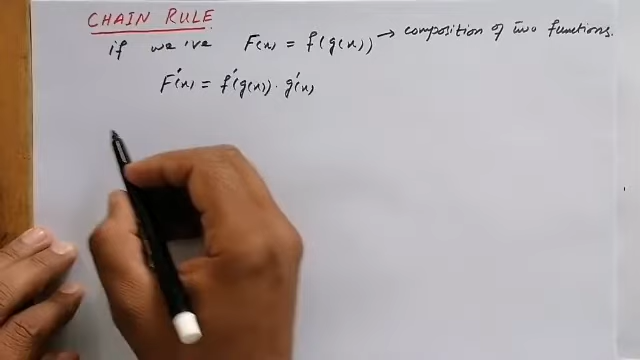 CHAIN RULE
if we've F(x) = f(g(x)) → composition of two functions.
F'(x) = f'(g(x)) · g'(x)